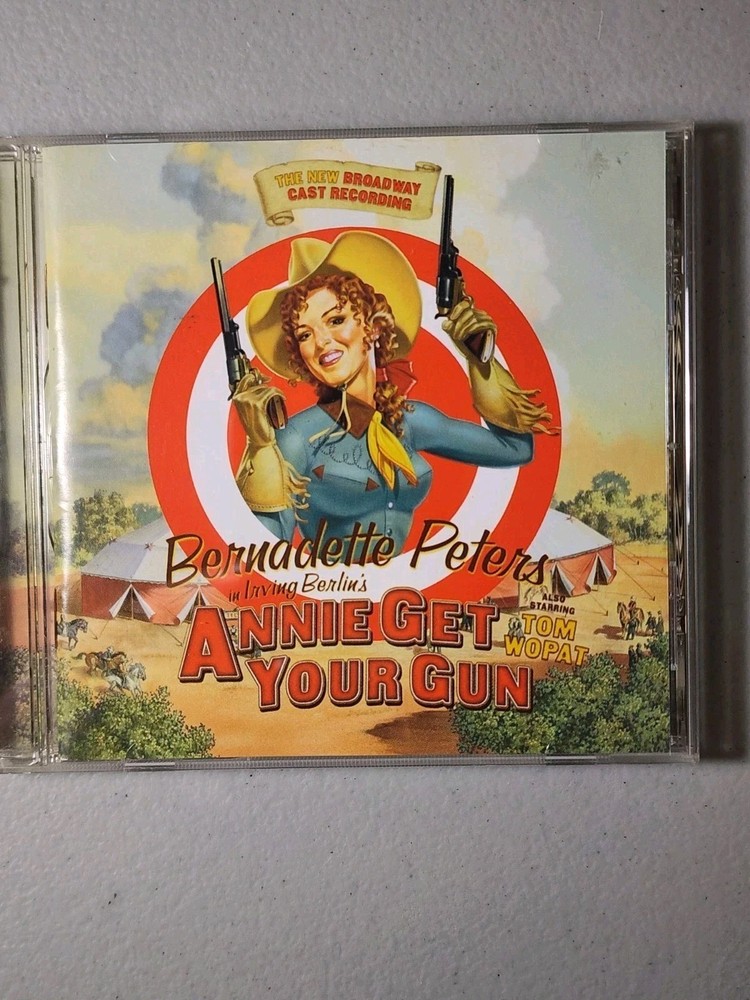 THE NEW BROADWAY
CAST RECORDING
Bernadette Peters
in Irving Berlin's
ANNIE GET
YOUR GUN
ALSO
STARRING
TOM
WOPAT